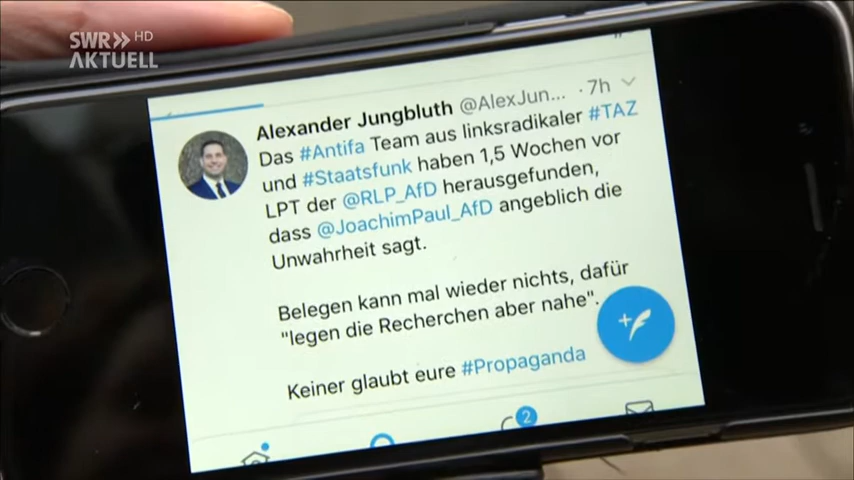 SWR HD
AKTUELL
Alexander Jungbluth @AlexJun... · 7h
Das #Antifa Team aus linksradikaler #TAZ
und #Staatsfunk haben 1,5 Wochen vor
LPT der @RLP_AfD herausgefunden,
dass @JoachimPaul_AfD angeblich die
Unwahrheit sagt.
Belegen kann mal wieder nichts, dafür
"legen die Recherchen aber nahe".
Keiner glaubt eure #Propaganda
2